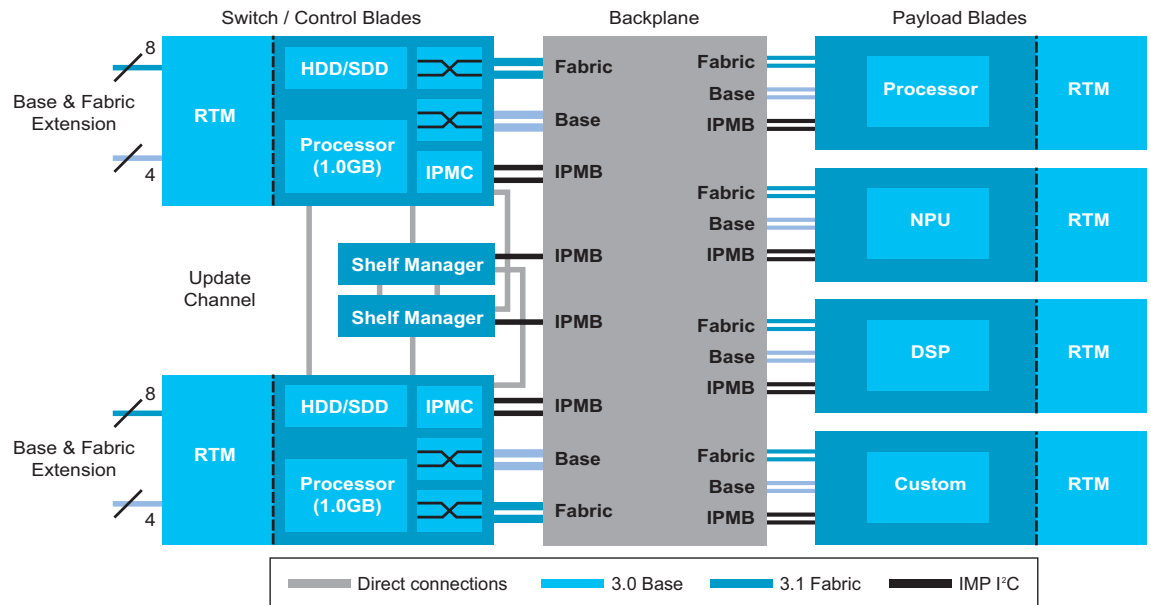 Switch / Control Blades
Backplane
Payload Blades
8
Base & Fabric
Extension
4
RTM
HDD/SDD
Processor
(1.0GB)
IPMC
Fabric
Base
IPMB
Update
Channel
Shelf Manager
IPMB
Shelf Manager
IPMB
8
Base & Fabric
Extension
4
RTM
HDD/SDD
IPMC
Processor
(1.0GB)
IPMB
Base
Fabric
Fabric
Base
IPMB
Processor
RTM
Fabric
Base
IPMB
NPU
RTM
Fabric
Base
IPMB
DSP
RTM
Fabric
Base
IPMB
Custom
RTM
Direct connections
3.0 Base
3.1 Fabric
IMP I²C